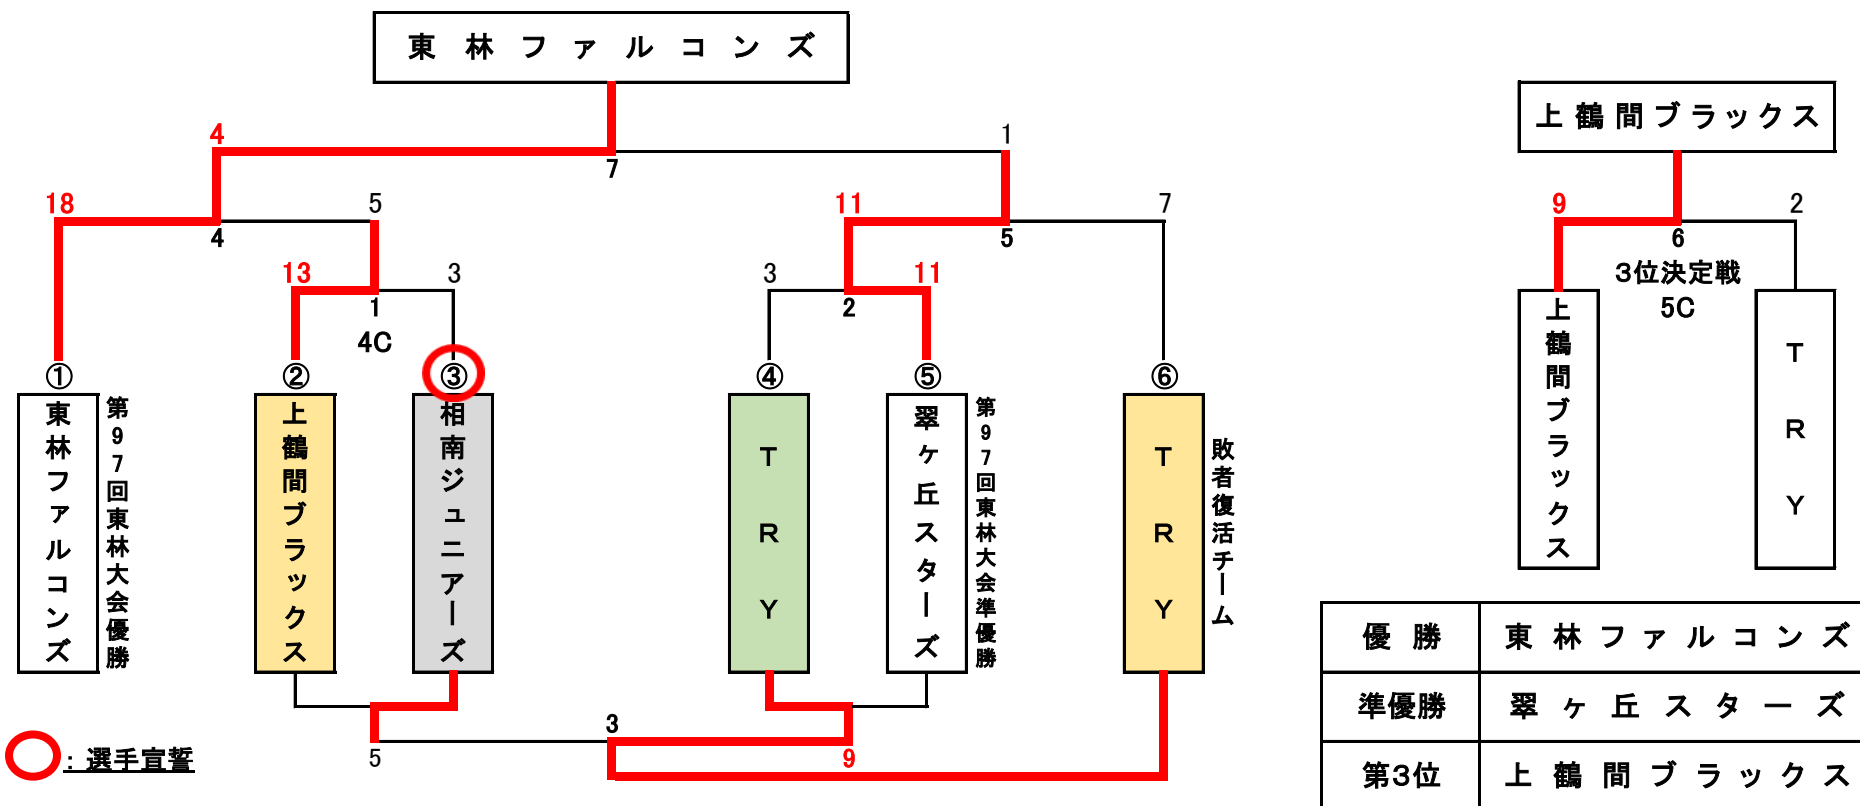 東林ファルコンズ
上鶴間ブラックス
4
1
7
18
5
11
7
9
2
4
5
6
13
3
3
11
3位決定戦
1
2
5C
4C
①
②
③
④
⑤
⑥
東林ファルコンズ
第97回東林大会優勝
上鶴間ブラックス
相南ジュニアーズ
TRY
翠ヶ丘スターズ
第97回東林大会準優勝
TRY
敗者復活チーム
上鶴間ブラックス
TRY
3
5
9
：選手宣誓
優勝 東林ファルコンズ
準優勝 翠ヶ丘スターズ
第3位 上鶴間ブラックス